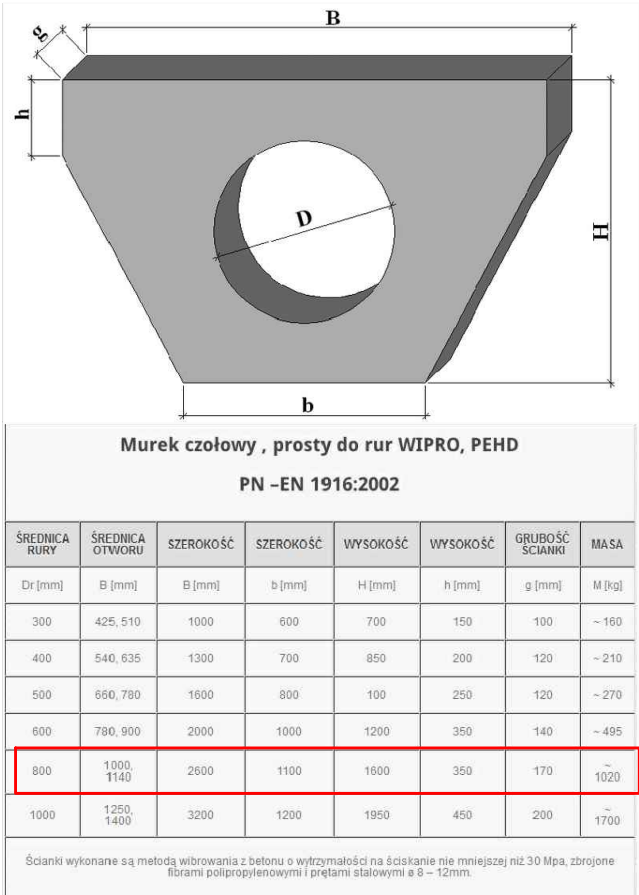 B
g
h
D
H
b
Murek czołowy , prosty do rur WIPRO, PEHD
PN –EN 1916:2002
ŚREDNICA RURY ŚREDNICA OTWORU SZEROKOŚĆ SZEROKOŚĆ WYSOKOŚĆ WYSOKOŚĆ GRUBOŚĆ ŚCIANKI MASA
Dr [mm] B [mm] B [mm] b [mm] H [mm] h [mm] g [mm] M [kg]
300 425, 510 1000 600 700 150 100 ~ 160
400 540, 635 1300 700 850 200 120 ~ 210
500 660, 780 1600 800 100 250 120 ~ 270
600 780, 900 2000 1000 1200 350 140 ~ 495
800 1000, 1140 2600 1100 1600 350 170 ~ 1020
1000 1250, 1400 3200 1200 1950 450 200 ~ 1700
Ścianki wykonane są metodą wibrowania z betonu o wytrzymałości na ściskanie nie mniejszej niż 30 Mpa, zbrojone
fibrami polipropylenowymi i prętami stalowymi ø 8 – 12mm.